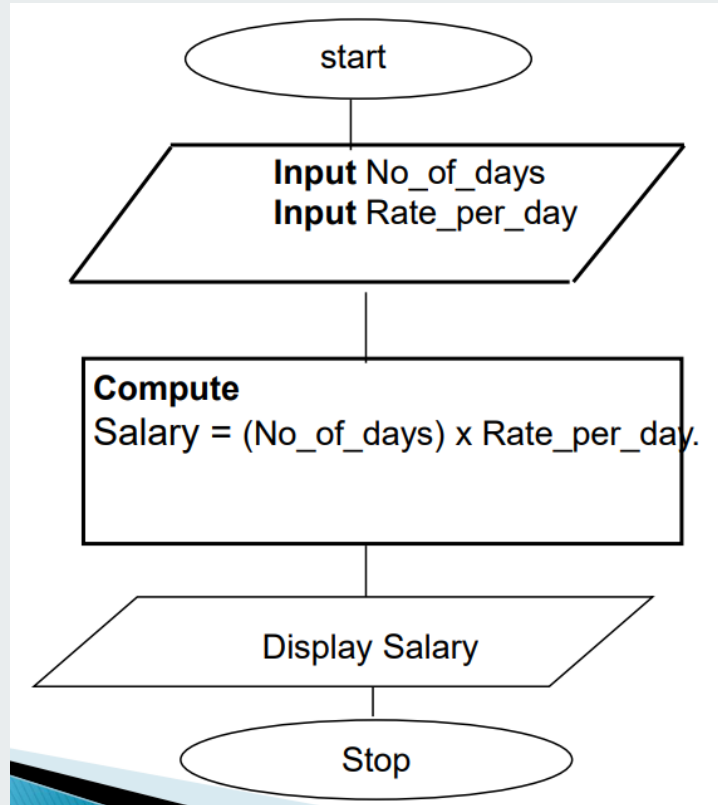 start
Input No_of_days
Input Rate_per_day
Compute
Salary = (No_of_days) x Rate_per_day.
Display Salary
Stop